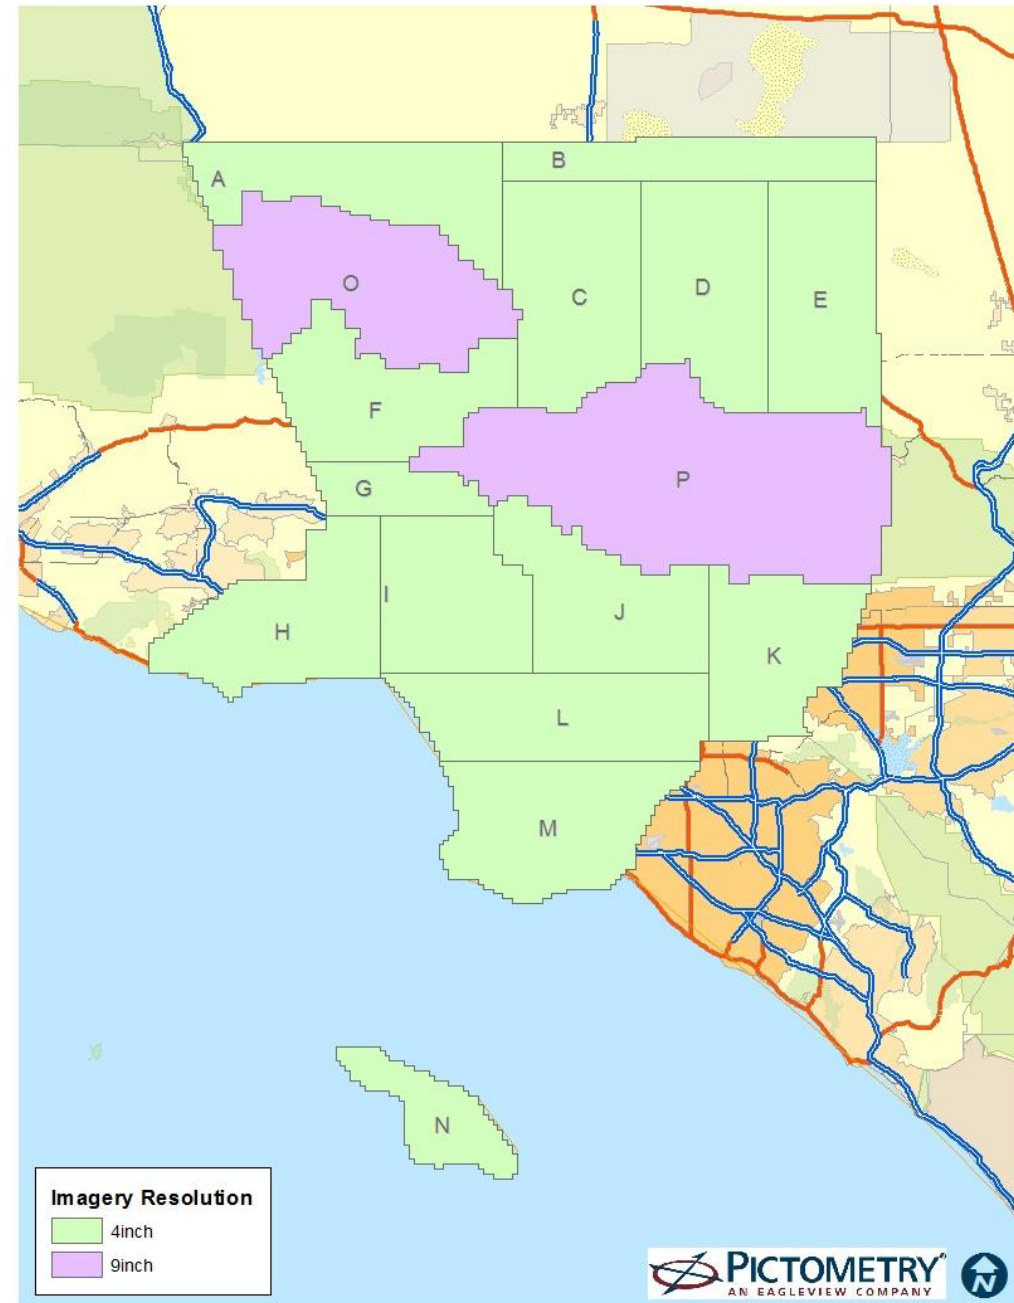 A
B
O
C
D
E
F
P
G
I
J
H
K
L
M
N
Imagery Resolution
4inch
9inch
PICTOMETRY®
AN EAGLEVIEW COMPANY
N